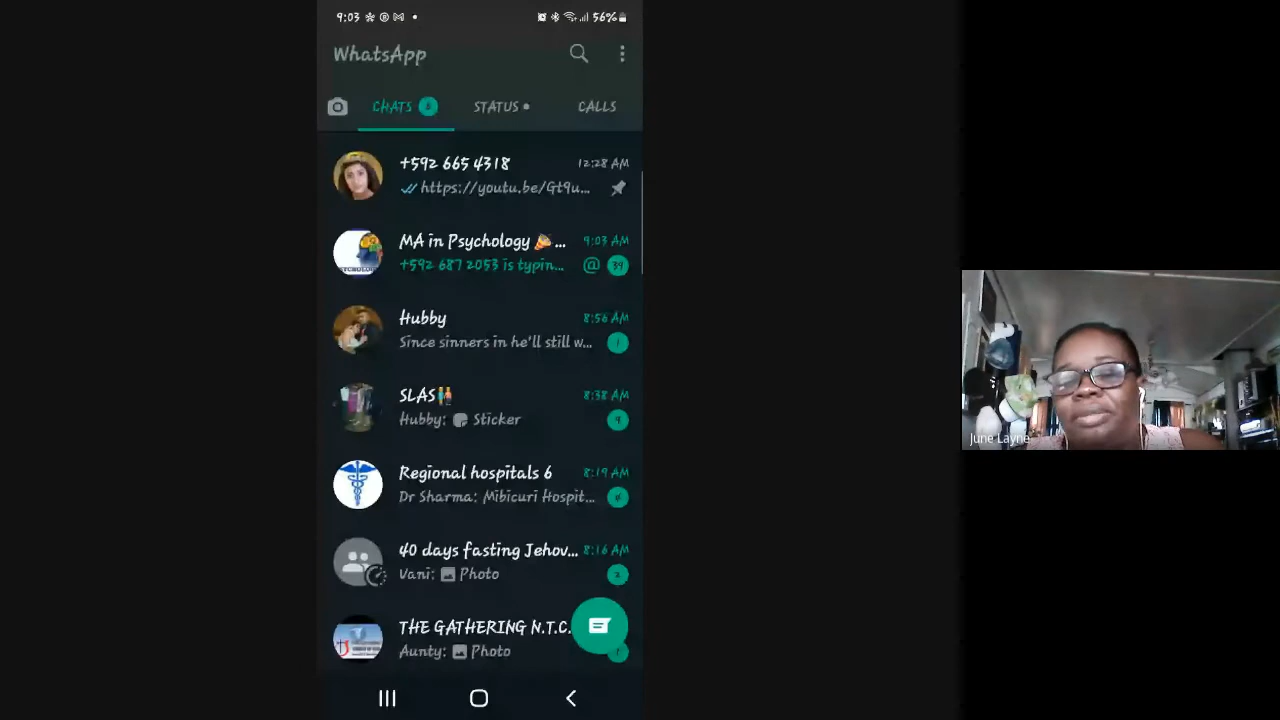 9:03
56%
WhatsApp
CHATS
STATUS
CALLS
+592 665 4318
12:28 AM
https://youtu.be/Gt9u...
MA in Psychology 🎉...
9:03 AM
+592 687 2053 is typin...
@ 39
Hubby
8:56 AM
Since sinners in he'll still w...
1
SLAS👫
8:38 AM
Hubby: Sticker
Regional hospitals 6
8:19 AM
Dr Sharma: Mibicuri Hospit...
40 days fasting Jehov...
8:16 AM
Vani: Photo
2
THE GATHERING N.T.C.
Aunty: Photo
June Layne